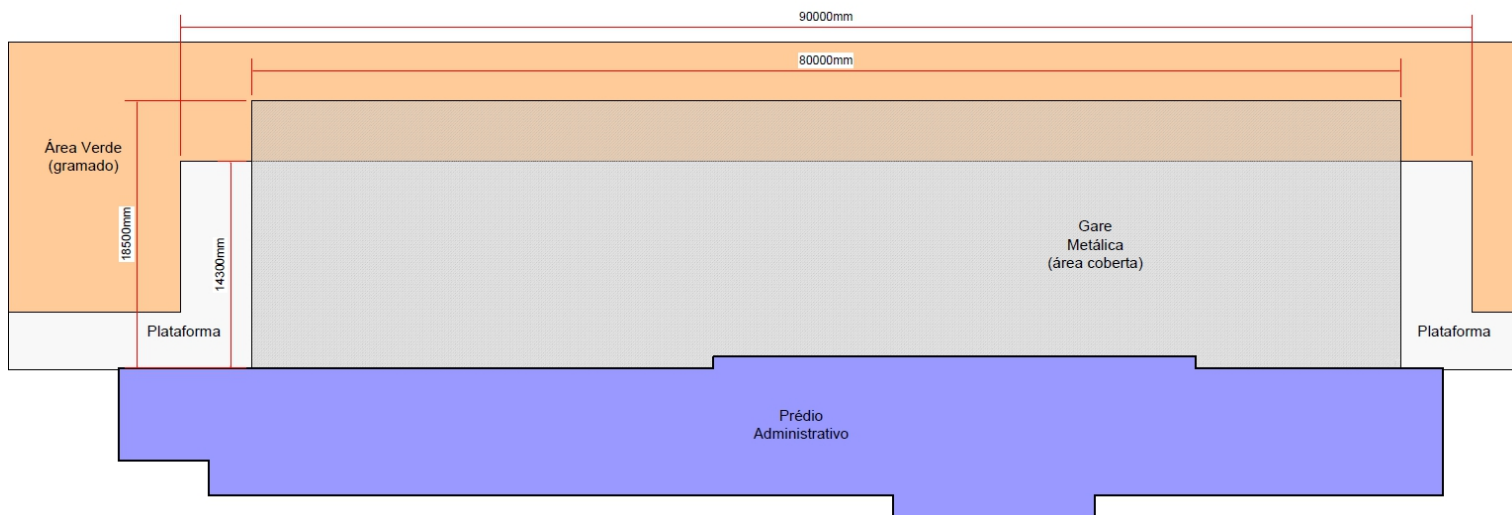 90000mm
80000mm
Área Verde
(gramado)
18500mm
14300mm
Gare
Metálica
(área coberta)
Plataforma
Plataforma
Prédio
Administrativo